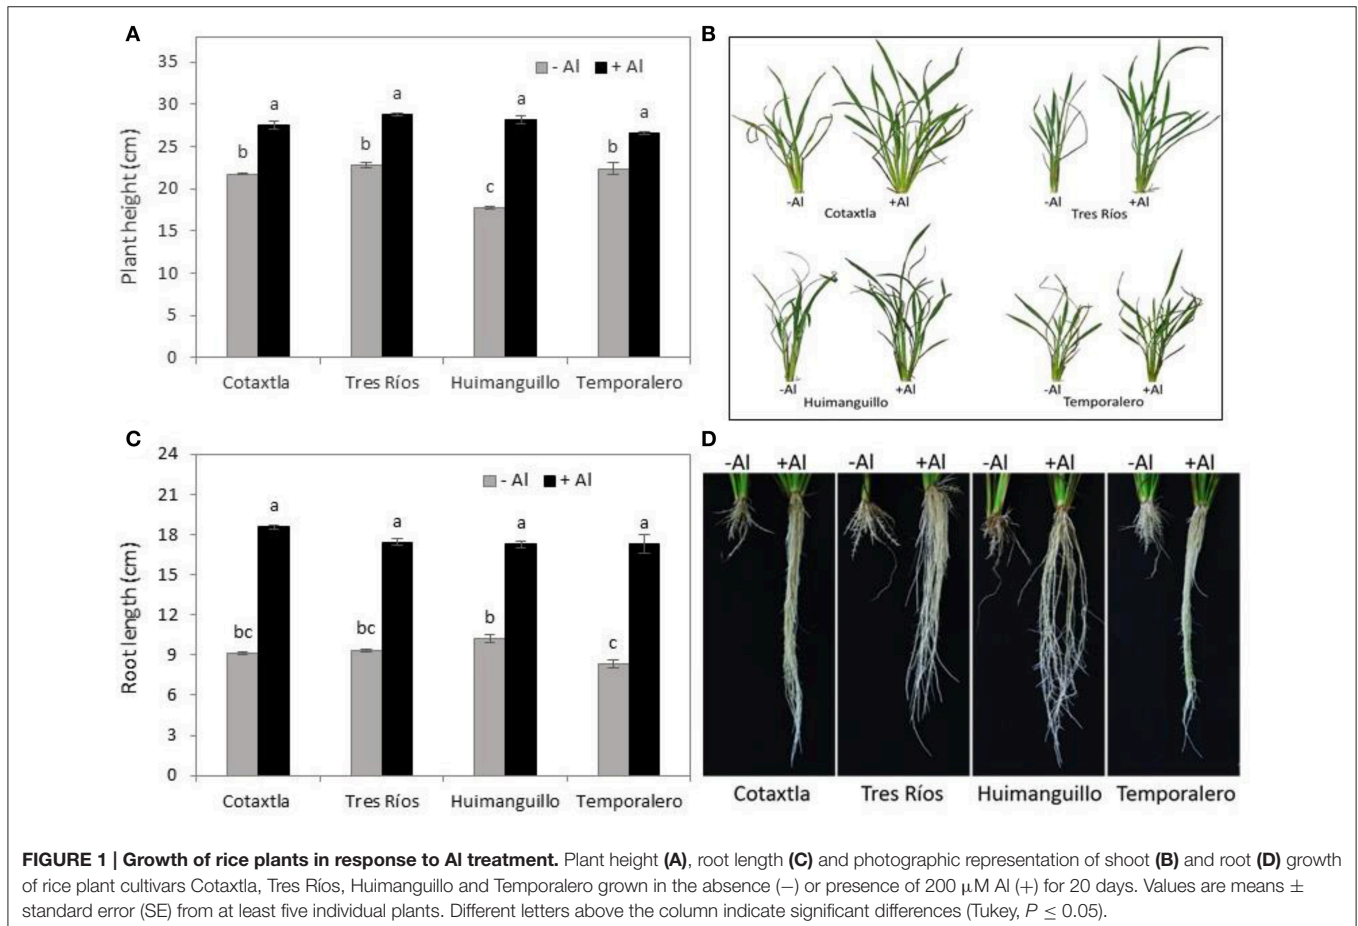 A
Plant height (cm)
35
30
25
20
15
10
5
0
- Al + Al
a
b
a
b
a
c
a
b
Cotaxtla Tres Ríos Huimanguillo Temporalero
B
-Al +Al
Cotaxtla
-Al +Al
Tres Ríos
-Al +Al
Huimanguillo
-Al +Al
Temporalero
C
Root length (cm)
24
21
18
15
12
9
6
3
0
- Al + Al
a
bc
a
bc
a
b
a
c
Cotaxtla Tres Ríos Huimanguillo Temporalero
D
-Al +Al -Al +Al -Al +Al -Al +Al
Cotaxtla Tres Ríos Huimanguillo Temporalero
FIGURE 1 | Growth of rice plants in response to Al treatment. Plant height (A), root length (C) and photographic representation of shoot (B) and root (D) growth
of rice plant cultivars Cotaxtla, Tres Ríos, Huimanguillo and Temporalero grown in the absence (−) or presence of 200 μM Al (+) for 20 days. Values are means ±
standard error (SE) from at least five individual plants. Different letters above the column indicate significant differences (Tukey, P ≤ 0.05).